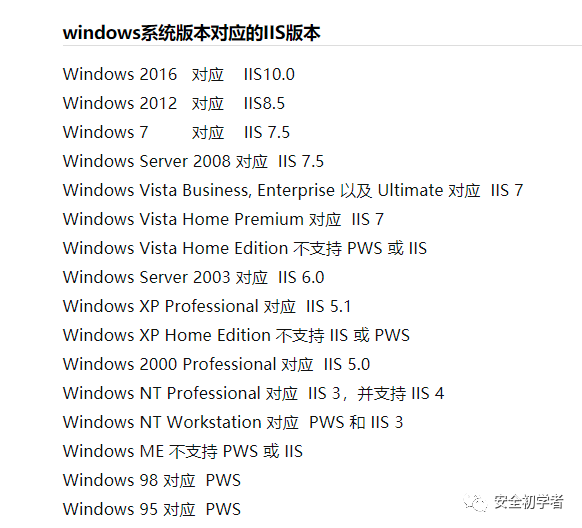 windows系统版本对应的IIS版本
Windows 2016 对应 IIS10.0
Windows 2012 对应 IIS8.5
Windows 7 对应 IIS 7.5
Windows Server 2008 对应 IIS 7.5
Windows Vista Business, Enterprise 以及 Ultimate 对应 IIS 7
Windows Vista Home Premium 对应 IIS 7
Windows Vista Home Edition 不支持 PWS 或 IIS
Windows Server 2003 对应 IIS 6.0
Windows XP Professional 对应 IIS 5.1
Windows XP Home Edition 不支持 IIS 或 PWS
Windows 2000 Professional 对应 IIS 5.0
Windows NT Professional 对应 IIS 3，并支持 IIS 4
Windows NT Workstation 对应 PWS 和 IIS 3
Windows ME 不支持 PWS 或 IIS
Windows 98 对应 PWS
Windows 95 对应 PWS
安全初学者